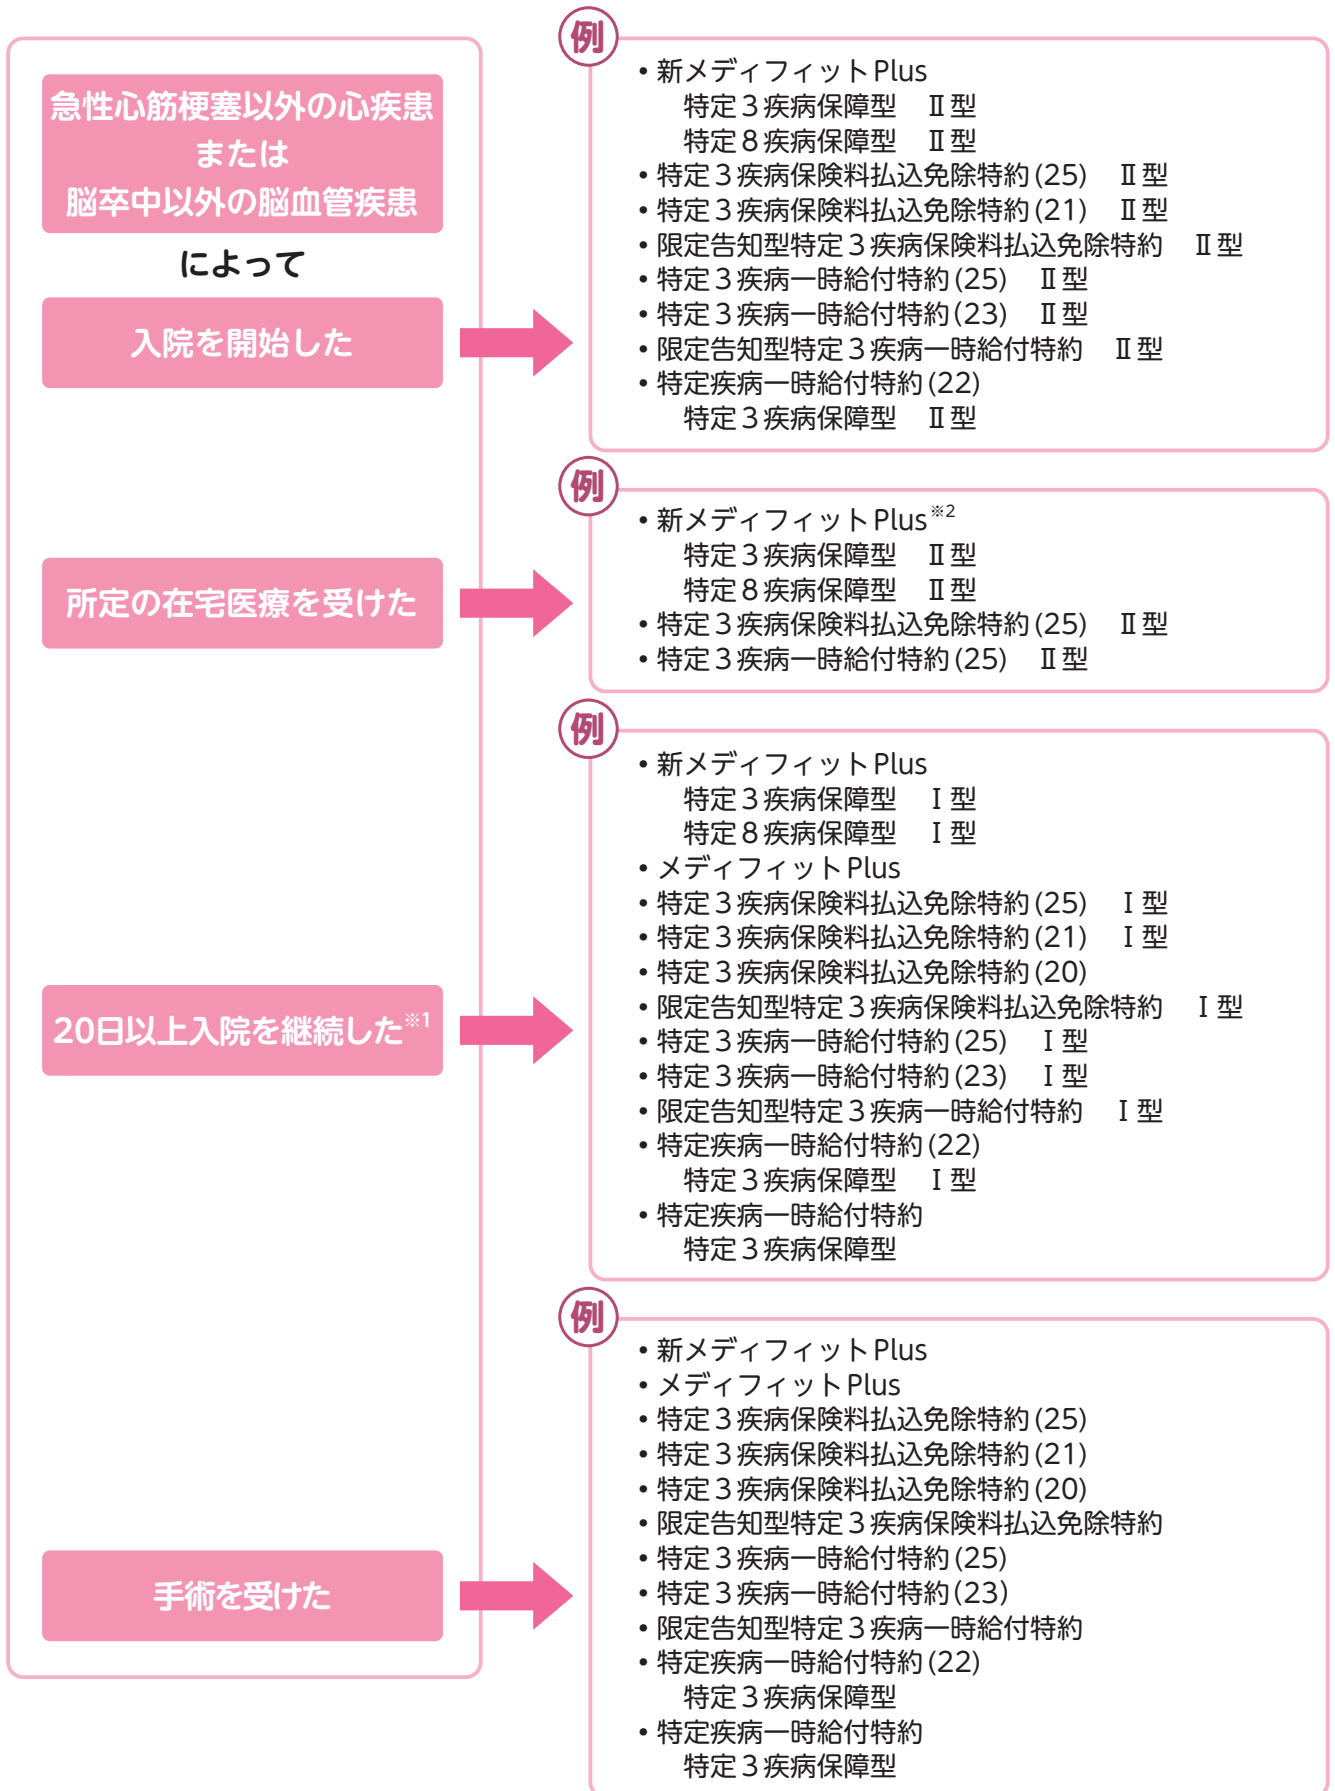 急性心筋梗塞以外の心疾患
または
脳卒中以外の脳血管疾患
によって
入院を開始した
例
• 新メディフィットPlus
特定3疾病保障型　Ⅱ型
特定8疾病保障型　Ⅱ型
• 特定3疾病保険料払込免除特約(25)　Ⅱ型
• 特定3疾病保険料払込免除特約(21)　Ⅱ型
• 限定告知型特定3疾病保険料払込免除特約　Ⅱ型
• 特定3疾病一時給付特約(25)　Ⅱ型
• 特定3疾病一時給付特約(23)　Ⅱ型
• 限定告知型特定3疾病一時給付特約　Ⅱ型
• 特定疾病一時給付特約(22)
特定3疾病保障型　Ⅱ型
所定の在宅医療を受けた
例
• 新メディフィットPlus※2
特定3疾病保障型　Ⅱ型
特定8疾病保障型　Ⅱ型
• 特定3疾病保険料払込免除特約(25)　Ⅱ型
• 特定3疾病一時給付特約(25)　Ⅱ型
20日以上入院を継続した※1
例
• 新メディフィットPlus
特定3疾病保障型　Ⅰ型
特定8疾病保障型　Ⅰ型
• メディフィットPlus
• 特定3疾病保険料払込免除特約(25)　Ⅰ型
• 特定3疾病保険料払込免除特約(21)　Ⅰ型
• 特定3疾病保険料払込免除特約(20)
• 限定告知型特定3疾病保険料払込免除特約　Ⅰ型
• 特定3疾病一時給付特約(25)　Ⅰ型
• 特定3疾病一時給付特約(23)　Ⅰ型
• 限定告知型特定3疾病一時給付特約　Ⅰ型
• 特定疾病一時給付特約(22)
特定3疾病保障型　Ⅰ型
• 特定疾病一時給付特約
特定3疾病保障型
手術を受けた
例
• 新メディフィットPlus
• メディフィットPlus
• 特定3疾病保険料払込免除特約(25)
• 特定3疾病保険料払込免除特約(21)
• 特定3疾病保険料払込免除特約(20)
• 限定告知型特定3疾病保険料払込免除特約
• 特定3疾病一時給付特約(25)
• 特定3疾病一時給付特約(23)
• 限定告知型特定3疾病一時給付特約
• 特定疾病一時給付特約(22)
特定3疾病保障型
• 特定疾病一時給付特約
特定3疾病保障型